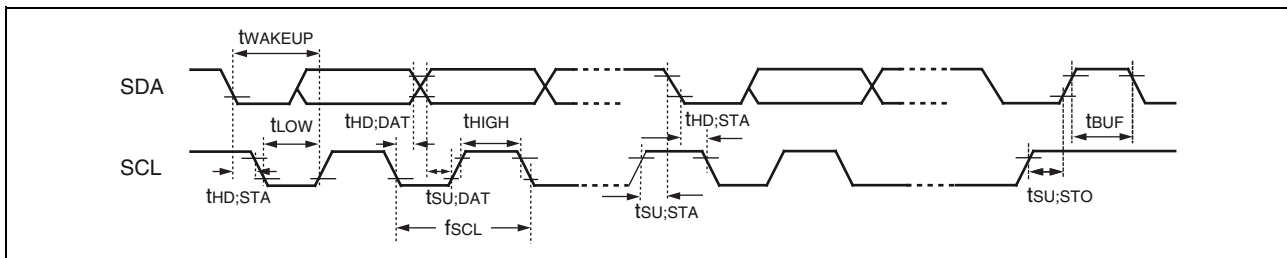 tWAKEUP
SDA
tLOW
tHD;DAT
tHIGH
tHD;STA
tBUF
SCL
tHD;STA
tSU;DAT
tSU;STA
tSU;STO
fSCL